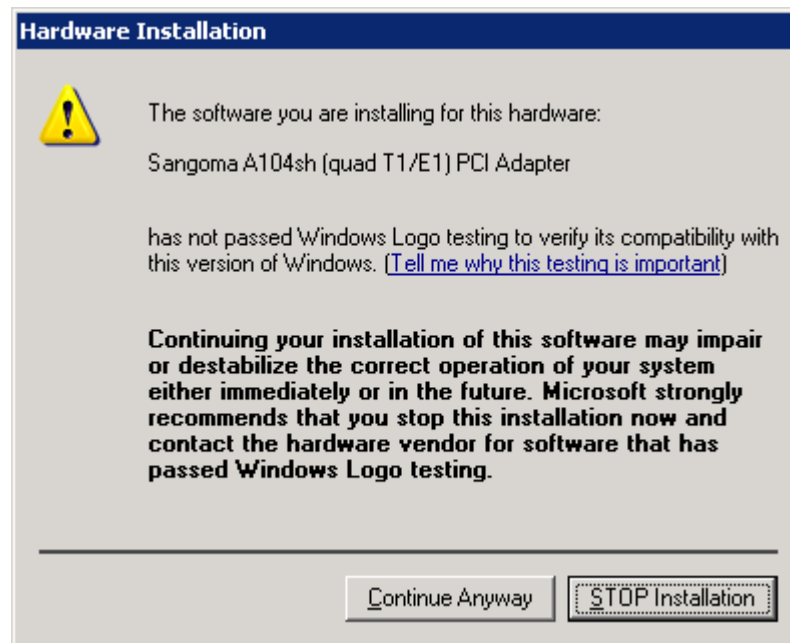 Hardware Installation
The software you are installing for this hardware:
Sangoma A104sh (quad T1/E1) PCI Adapter
has not passed Windows Logo testing to verify its compatibility with
this version of Windows. (Tell me why this testing is important)
Continuing your installation of this software may impair
or destabilize the correct operation of your system
either immediately or in the future. Microsoft strongly
recommends that you stop this installation now and
contact the hardware vendor for software that has
passed Windows Logo testing.
Continue Anyway STOP Installation